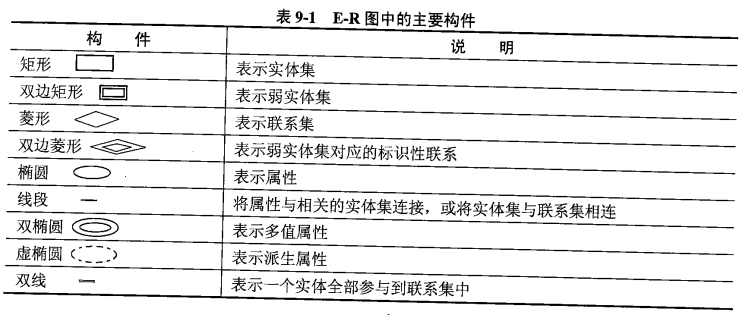 表 9-1 E-R 图中的主要构件
构 件 说 明
矩形 表示实体集
双边矩形 表示弱实体集
菱形 表示联系集
双边菱形 表示弱实体集对应的标识性联系
椭圆 表示属性
线段 将属性与相关的实体集连接，或将实体集与联系集相连
双椭圆 表示多值属性
虚椭圆 表示派生属性
双线 表示一个实体全部参与到联系集中